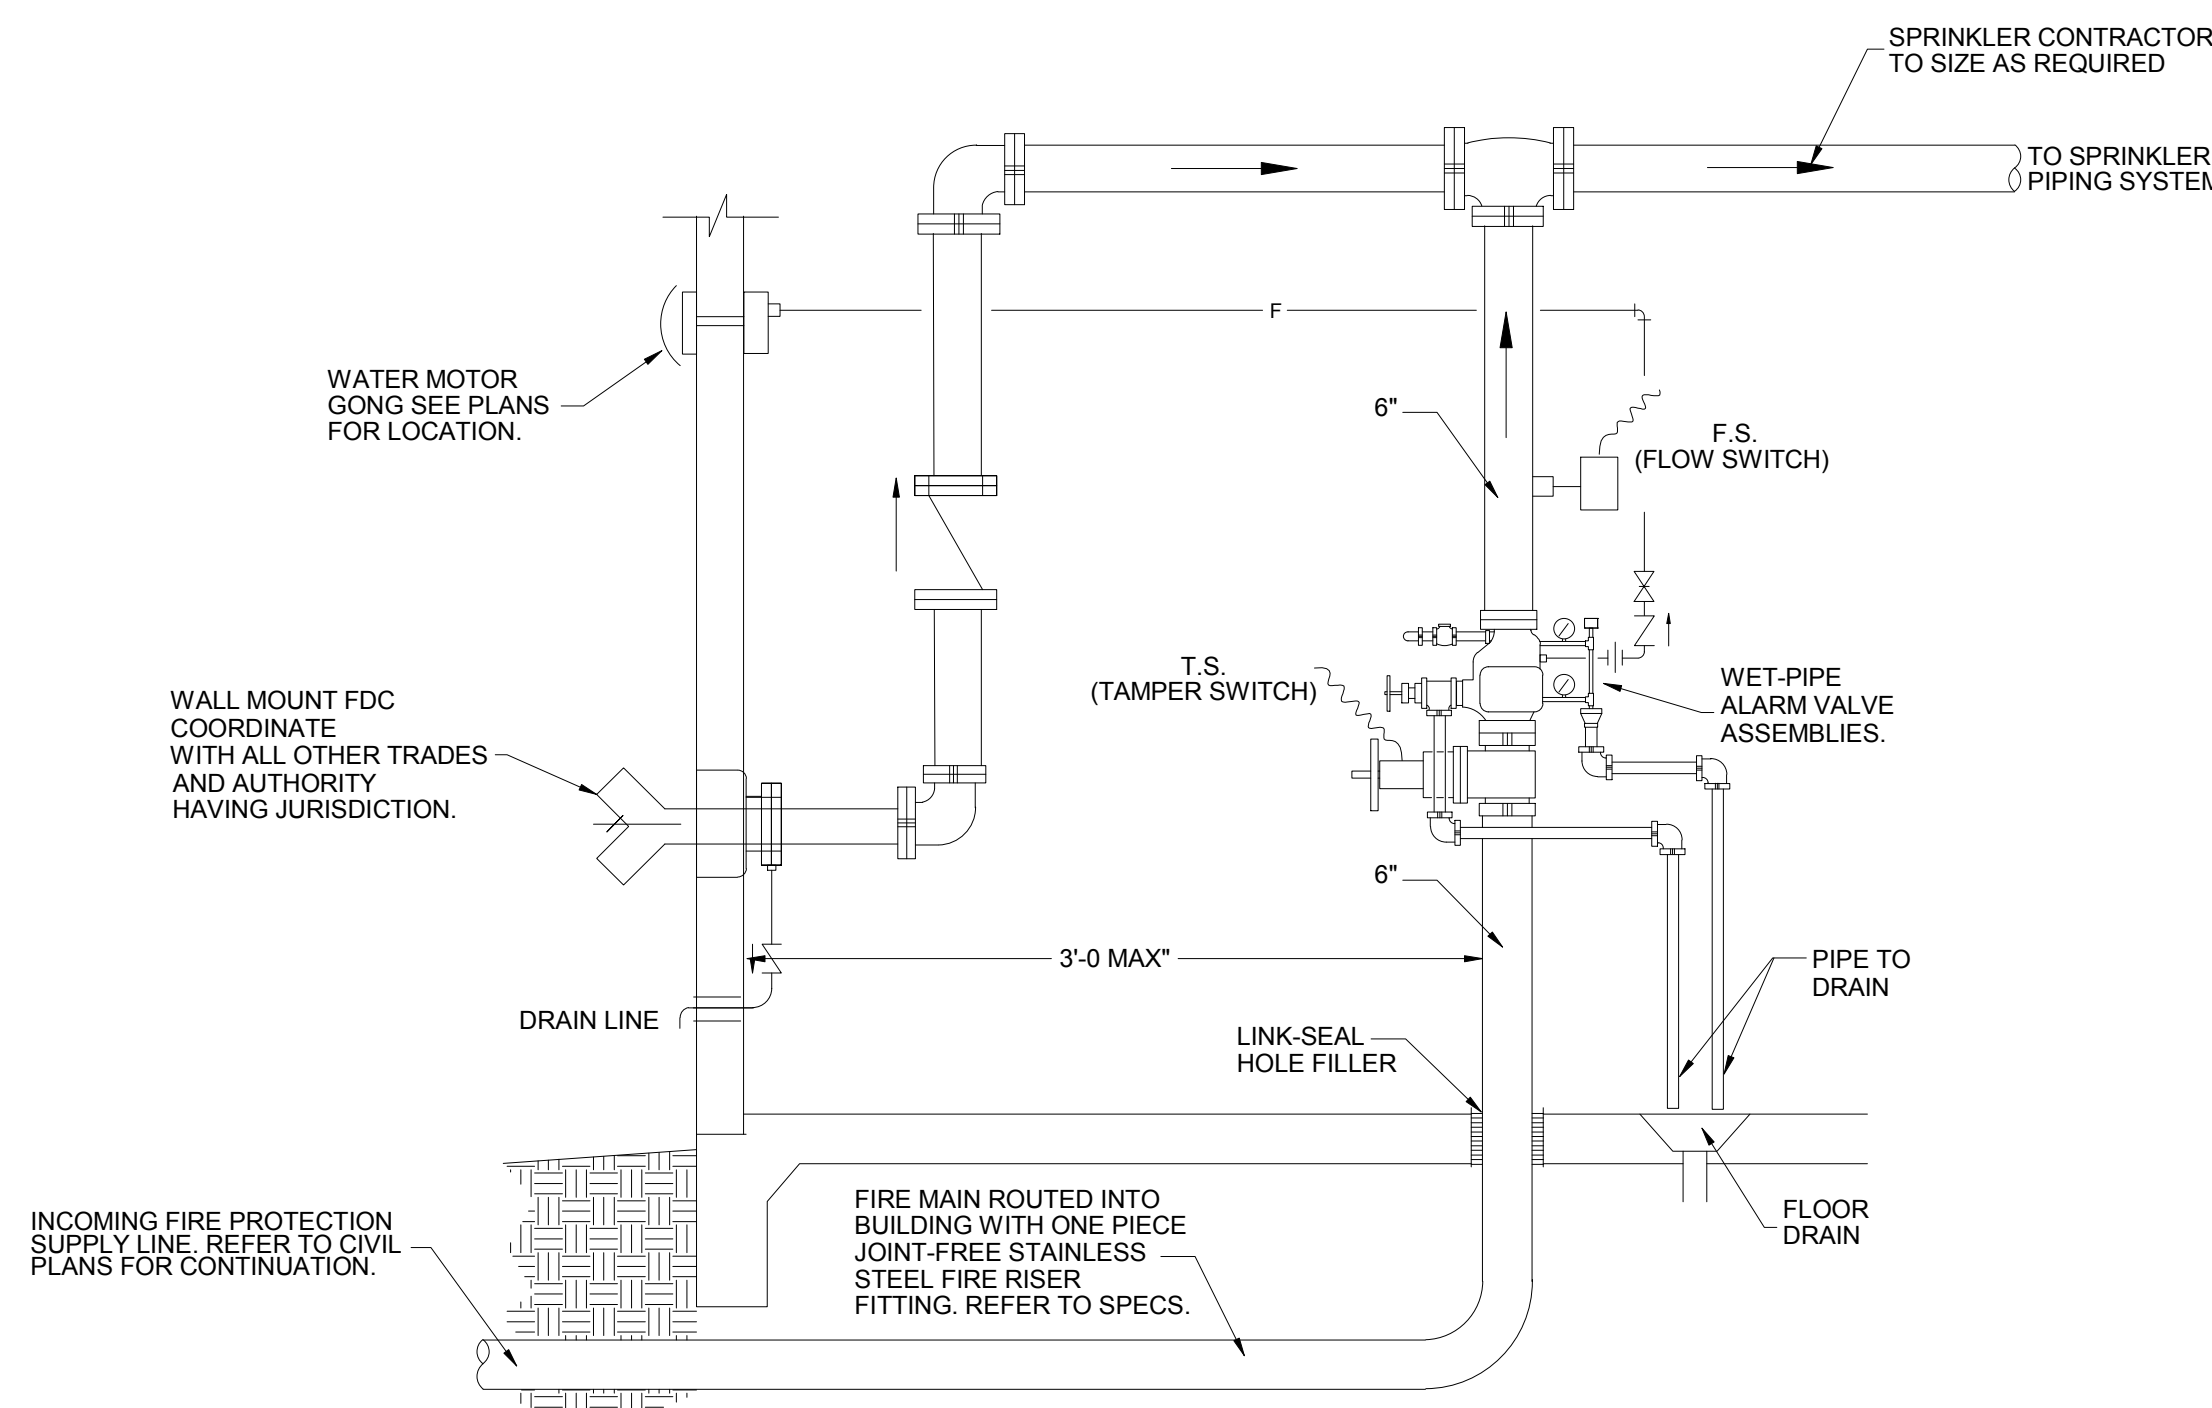 SPRINKLER CONTRACTOR
TO SIZE AS REQUIRED
TO SPRINKLER
PIPING SYSTEM
F
WATER MOTOR
GONG SEE PLANS
FOR LOCATION.
6"
F.S.
(FLOW SWITCH)
T.S.
(TAMPER SWITCH)
WET-PIPE
ALARM VALVE
ASSEMBLIES.
WALL MOUNT FDC
COORDINATE
WITH ALL OTHER TRADES
AND AUTHORITY
HAVING JURISDICTION.
6"
3'-0 MAX"
PIPE TO
DRAIN
DRAIN LINE
LINK-SEAL
HOLE FILLER
FIRE MAIN ROUTED INTO
BUILDING WITH ONE PIECE
JOINT-FREE STAINLESS
STEEL FIRE RISER
FITTING. REFER TO SPECS.
FLOOR
DRAIN
INCOMING FIRE PROTECTION
SUPPLY LINE. REFER TO CIVIL
PLANS FOR CONTINUATION.